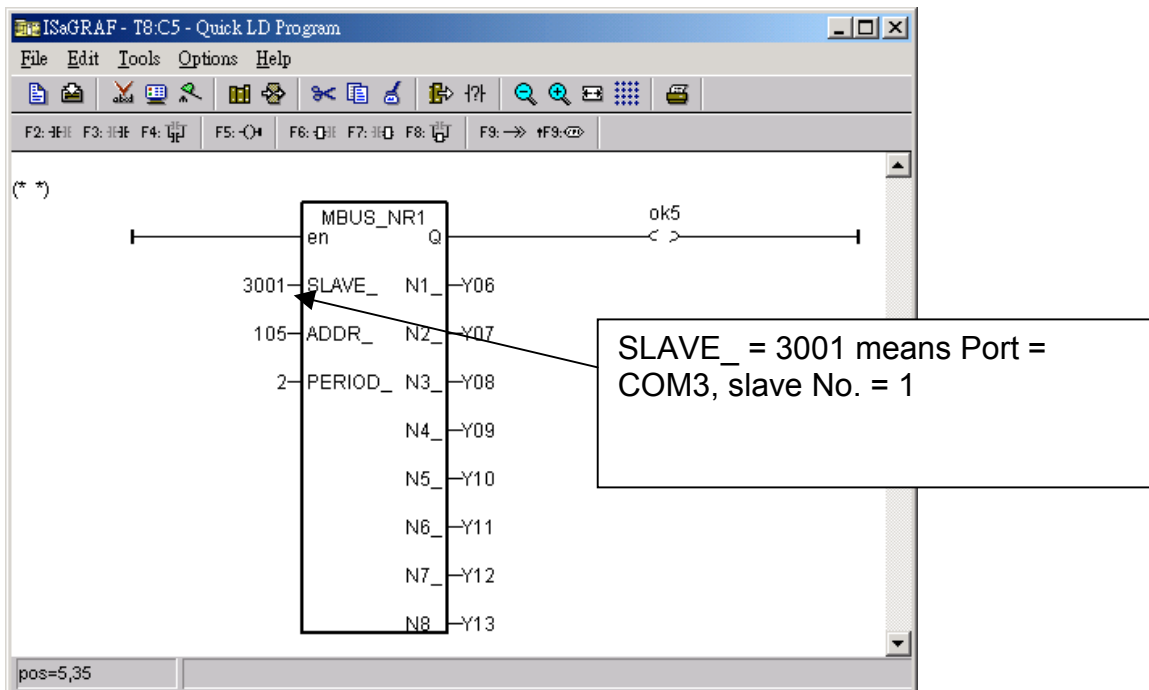 ISaGRAF - T8:C5 - Quick LD Program
File Edit Tools Options Help
F2: F3: F4: F5: F6: F7: F8: F9: F9:
(* *)
MBUS_NR1 ok5
en Q
3001 SLAVE_ N1_ Y06
105 ADDR_ N2_ Y07
2 PERIOD_ N3_ Y08
N4_ Y09
N5_ Y10
N6_ Y11
N7_ Y12
N8_ Y13
SLAVE_ = 3001 means Port =
COM3, slave No. = 1
pos=5,35